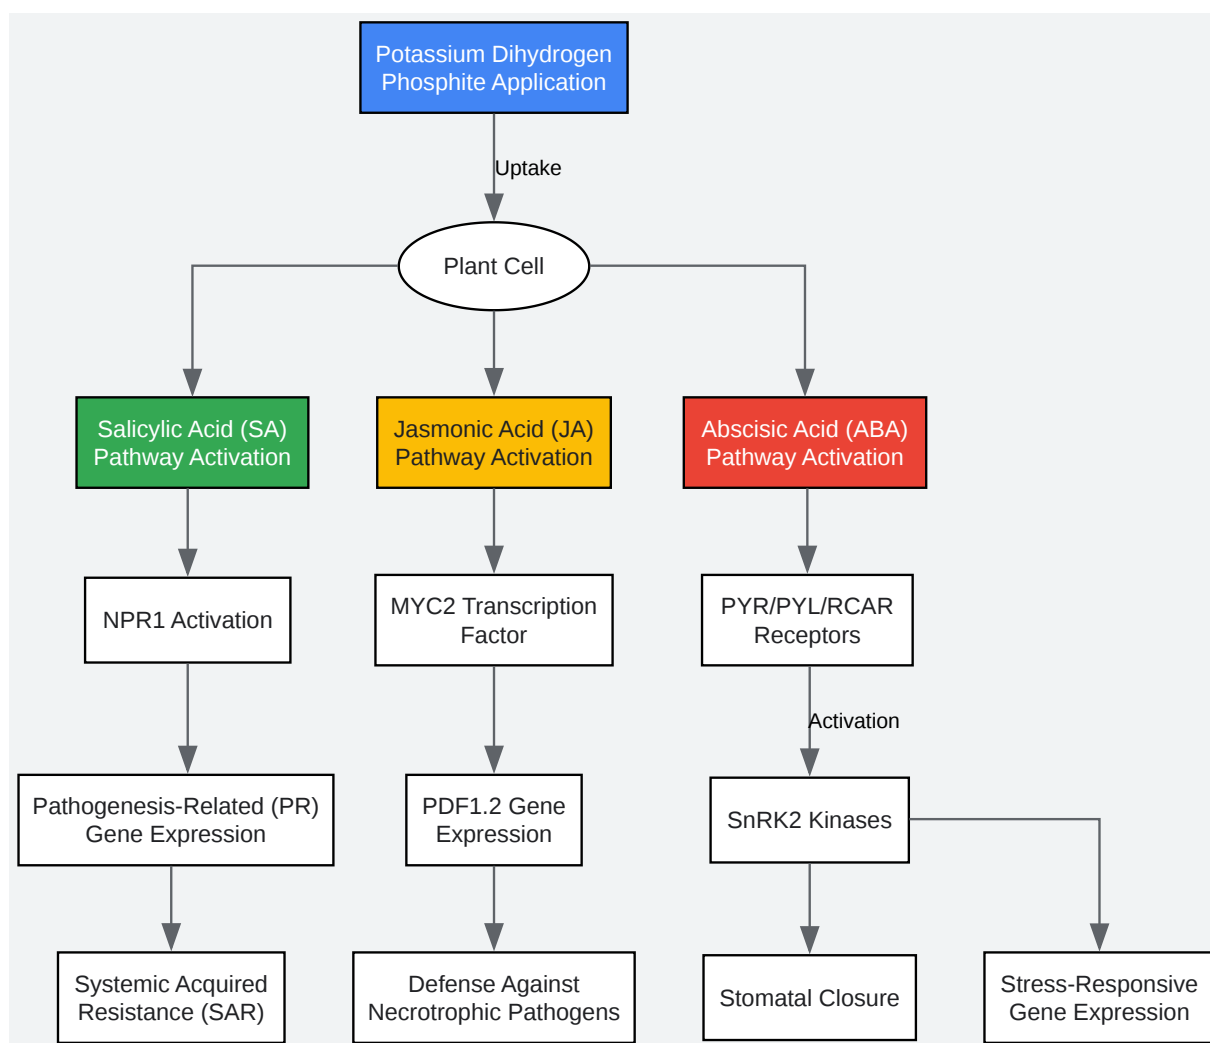 Potassium Dihydrogen
Phosphite Application
Uptake
Plant Cell
Salicylic Acid (SA)
Pathway Activation
Jasmonic Acid (JA)
Pathway Activation
Abscisic Acid (ABA)
Pathway Activation
NPR1 Activation
MYC2 Transcription
Factor
PYR/PYL/RCAR
Receptors
Activation
Pathogenesis-Related (PR)
Gene Expression
PDF1.2 Gene
Expression
SnRK2 Kinases
Systemic Acquired
Resistance (SAR)
Defense Against
Necrotrophic Pathogens
Stomatal Closure
Stress-Responsive
Gene Expression